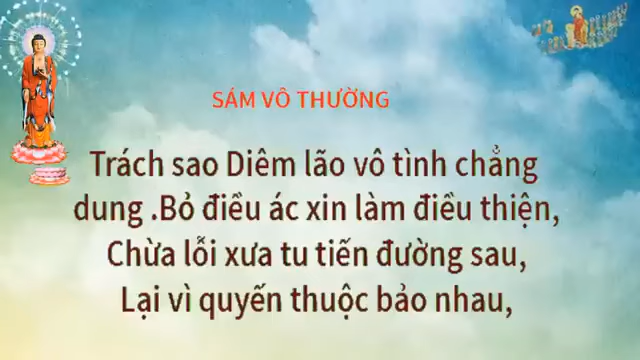 SÁM VÔ THƯỜNG
Trách sao Diêm lão vô tình chẳng
dung .Bỏ điều ác xin làm điều thiện,
Chừa lỗi xưa tu tiến đường sau,
Lại vì quyến thuộc bảo nhau,